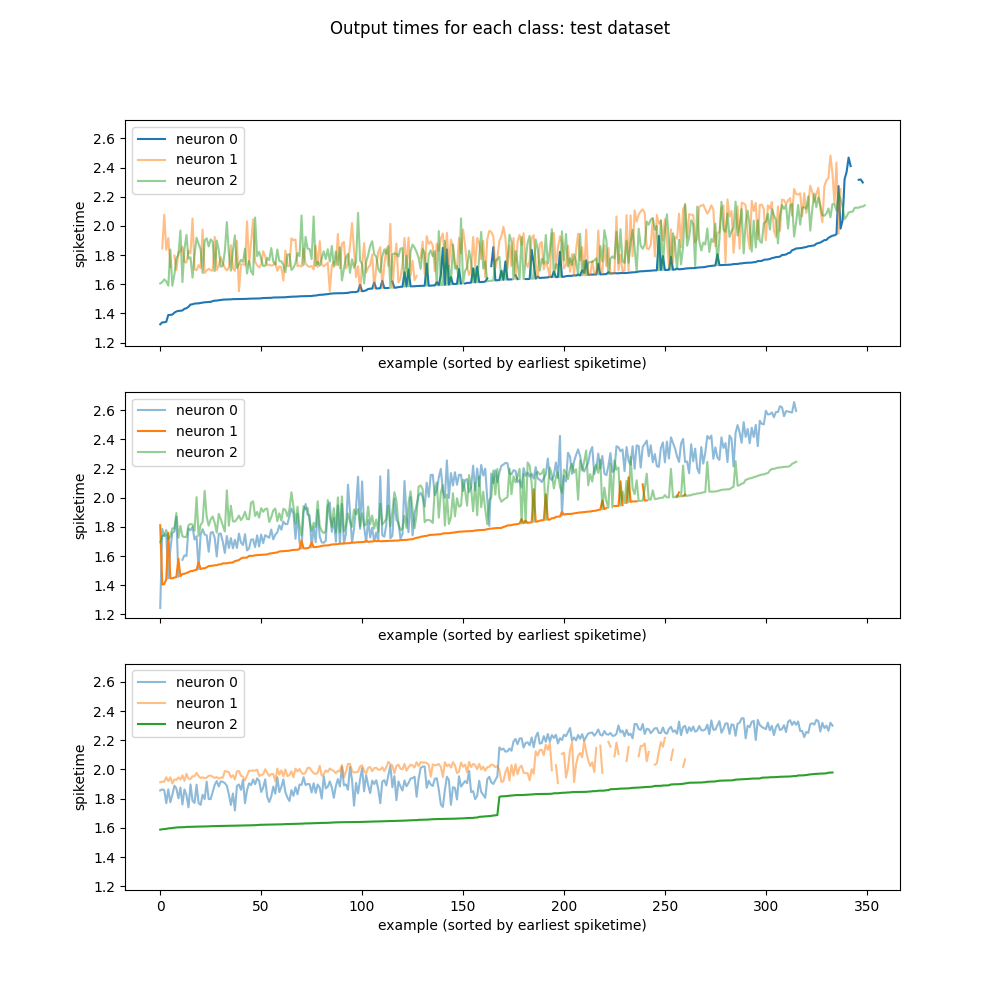 Output times for each class: test dataset
neuron 0
neuron 1
neuron 2
2.6
2.4
2.2
2.0
1.8
1.6
1.4
1.2
spiketime
example (sorted by earliest spiketime)
neuron 0
neuron 1
neuron 2
2.6
2.4
2.2
2.0
1.8
1.6
1.4
1.2
spiketime
example (sorted by earliest spiketime)
neuron 0
neuron 1
neuron 2
2.6
2.4
2.2
2.0
1.8
1.6
1.4
1.2
spiketime
0 50 100 150 200 250 300 350
example (sorted by earliest spiketime)